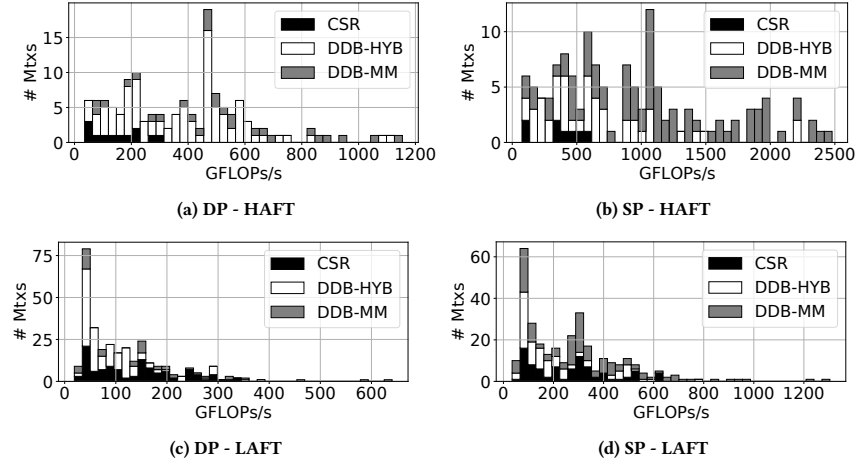 # Mtxs
15
10
5
0
CSR
DDB-HYB
DDB-MM
200 400 600 800 1000 1200
GFLOPs/s
(a) DP - HAFT
# Mtxs
10
5
0
CSR
DDB-HYB
DDB-MM
0 500 1000 1500 2000 2500
GFLOPs/s
(b) SP - HAFT
# Mtxs
75
50
25
0
CSR
DDB-HYB
DDB-MM
0 100 200 300 400 500 600
GFLOPs/s
(c) DP - LAFT
# Mtxs
60
40
20
0
CSR
DDB-HYB
DDB-MM
0 200 400 600 800 1000 1200
GFLOPs/s
(d) SP - LAFT